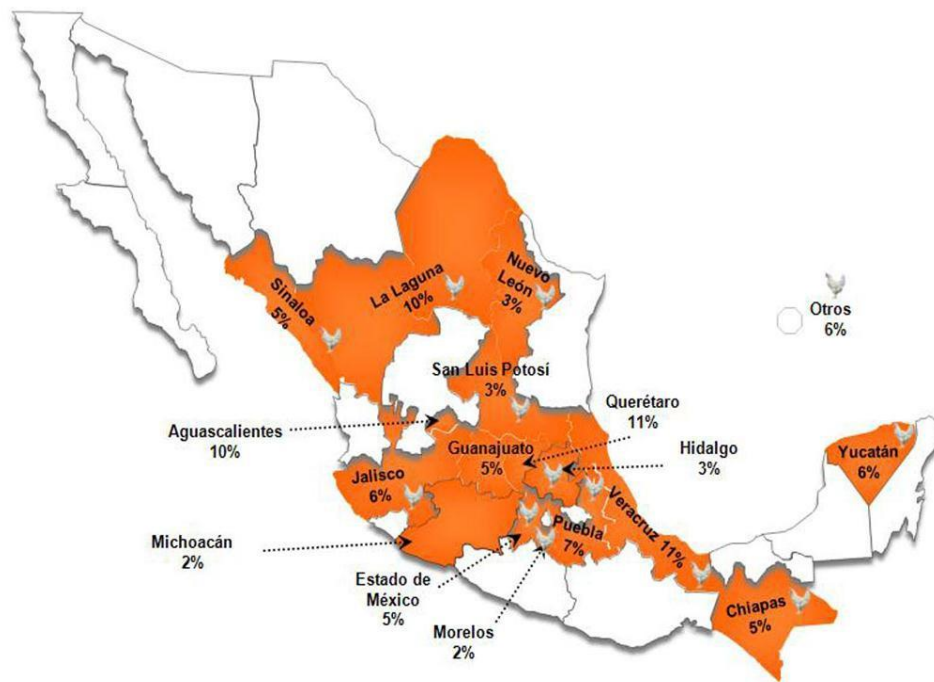 Nuevo
León
3%
La Laguna
10%
Sinaloa
5%
Otros
6%
San Luis Potosí
3%
Querétaro
11%
Aguascalientes
10%
Guanajuato
5%
Hidalgo
3%
Yucatán
6%
Jalisco
6%
Veracruz 11%
Puebla
7%
Michoacán
2%
Estado de
México
5%
Morelos
2%
Chiapas
5%